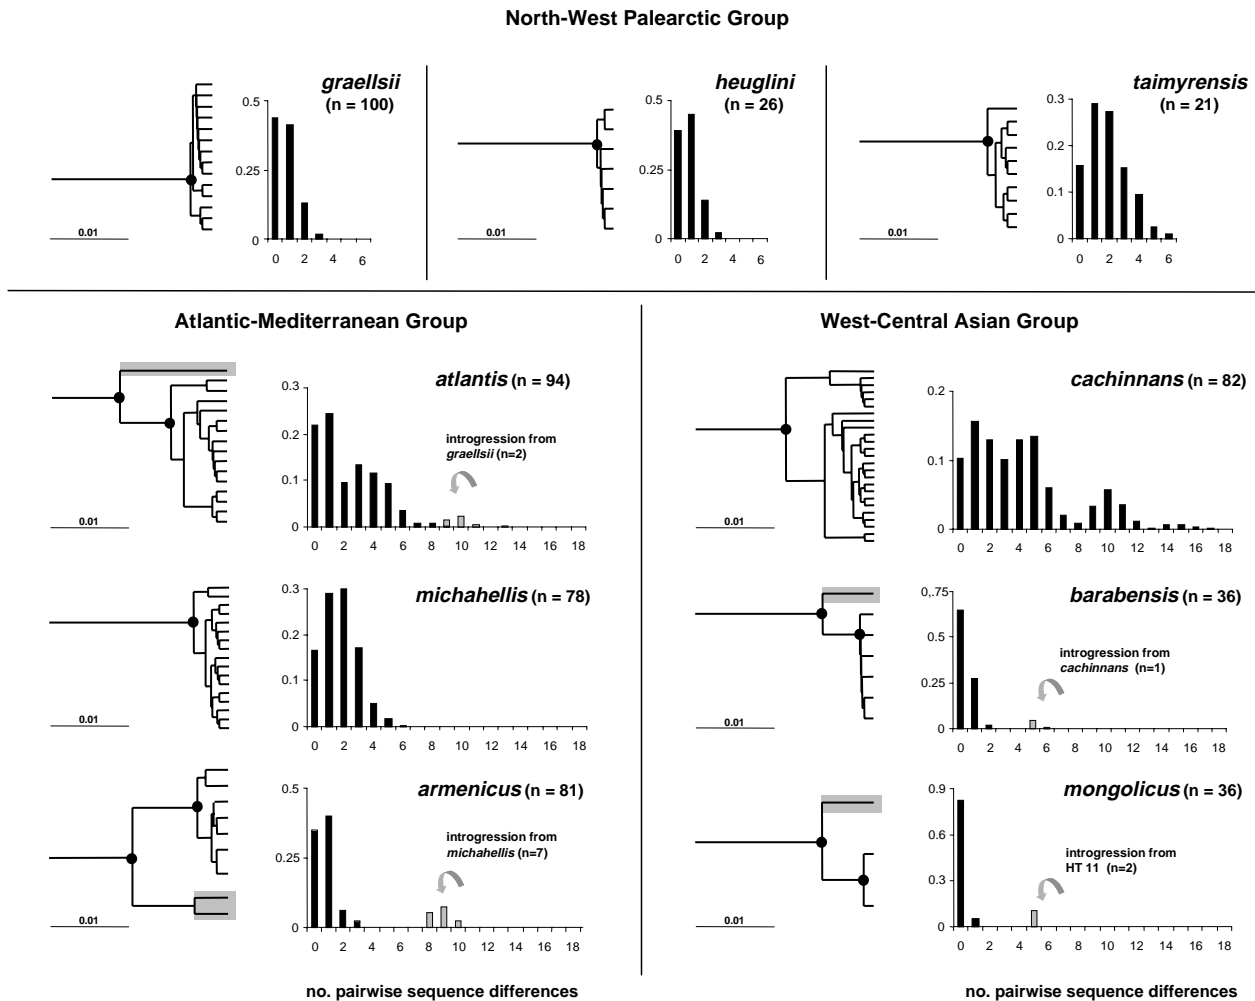 North-West Palearctic Group
graellsii
(n = 100)
0.5
0.25
0
0 2 4 6
0.01
heuglini
(n = 26)
0.5
0.25
0
0 2 4 6
0.01
taimyrensis
(n = 21)
0.3
0.2
0.1
0
0 2 4 6
0.01
Atlantic-Mediterranean Group
atlantis (n = 94)
0.3
0.2
0.1
0
introgression from
graellsii (n=2)
0 2 4 6 8 10 12 14 16 18
0.01
michahellis (n = 78)
0.3
0.2
0.1
0
0 2 4 6 8 10 12 14 16 18
0.01
armenicus (n = 81)
0.5
0.25
0
introgression from
michahellis (n=7)
0 2 4 6 8 10 12 14 16 18
0.01
no. pairwise sequence differences
West-Central Asian Group
cachinnans (n = 82)
0.2
0.1
0
0 2 4 6 8 10 12 14 16 18
0.01
barabensis (n = 36)
0,75
0.5
0.25
0
introgression from
cachinnans (n=1)
0 2 4 6 8 10 12 14 16 18
0.01
mongolicus (n = 36)
0.9
0.6
0.3
0
introgression from
HT 11 (n=2)
0 2 4 6 8 10 12 14 16 18
0.01
no. pairwise sequence differences